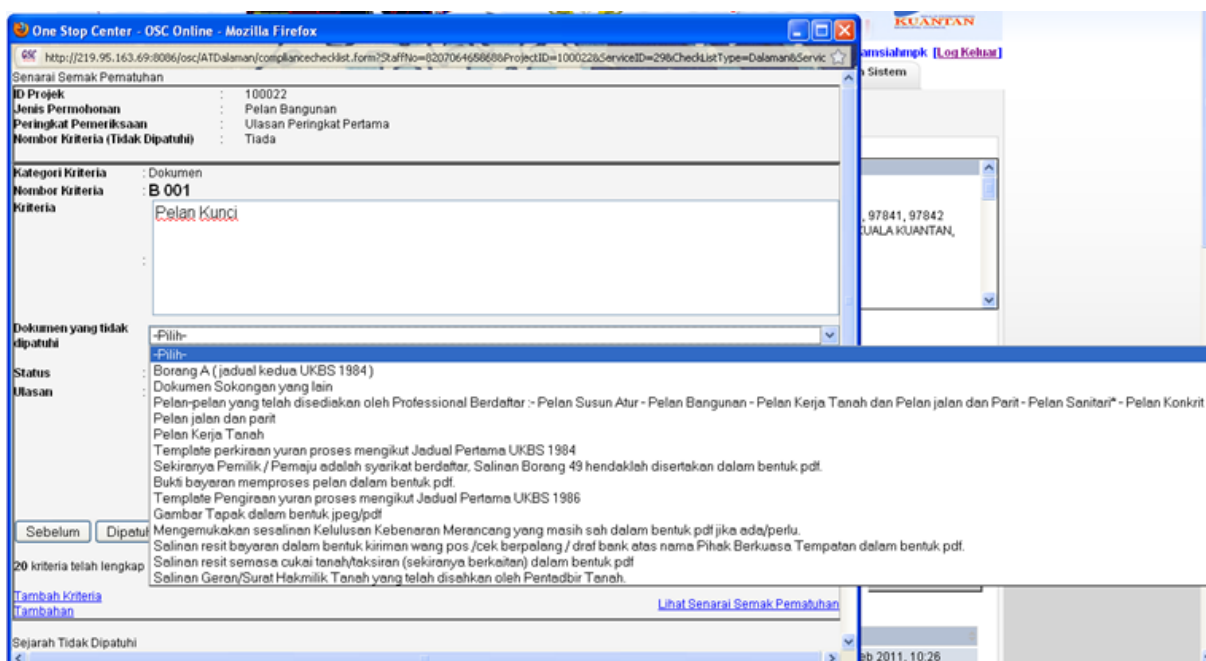 One Stop Center - OSC Online - Mozilla Firefox
KUANTAN
OSC http://219.95.163.69:8086/osc/ATDalaman/compliancechecklist.form?StaffNo=820706465868&ProjectID=100022&ServiceID=29&CheckListType=Dalaman&Servic
amsiahmpk [Log Keluar]
Senarai Semak Pematuhan
Sistem
ID Projek : 100022
Jenis Permohonan : Pelan Bangunan
Peringkat Pemeriksaan : Ulasan Peringkat Pertama
Nombor Kriteria (Tidak Dipatuhi) : Tiada
Kategori Kriteria : Dokumen
Nombor Kriteria : B 001
Kriteria : Pelan Kunci
, 97841, 97842
KUALA KUANTAN,
Dokumen yang tidak dipatuhi -Pilih-
-Pilih-
Status :
Ulasan :
Borang A ( jadual kedua UKBS 1984 )
Dokumen Sokongan yang lain
Pelan-pelan yang telah disediakan oleh Professional Berdaftar :- Pelan Susun Atur - Pelan Bangunan - Pelan Kerja Tanah dan Pelan jalan dan Parit - Pelan Sanitari* - Pelan Konkrit
Pelan jalan dan parit
Pelan Kerja Tanah
Template perkiraan yuran proses mengikut Jadual Pertama UKBS 1984
Sekiranya Pemilik / Pemaju adalah syarikat berdaftar, Salinan Borang 49 hendaklah disertakan dalam bentuk pdf.
Bukti bayaran memproses pelan dalam bentuk pdf.
Template Pengiraan yuran proses mengikut Jadual Pertama UKBS 1986
Gambar Tapak dalam bentuk jpeg/pdf
Mengemukakan sesalinan Kelulusan Kebenaran Merancang yang masih sah dalam bentuk pdf jika ada/perlu.
Salinan resit bayaran dalam bentuk kiriman wang pos /cek berpalang / draf bank atas nama Pihak Berkuasa Tempatan dalam bentuk pdf.
Salinan resit semasa cukai tanah/taksiran (sekiranya berkaitan) dalam bentuk pdf
Salinan Geran/Surat Hakmilik Tanah yang telah disahkan oleh Pentadbir Tanah.
Sebelum Dipatuh
20 kriteria telah lengkap
Tambah Kriteria
Tambahan
Lihat Senarai Semak Pematuhan
Sejarah Tidak Dipatuhi
eb 2011, 10:26